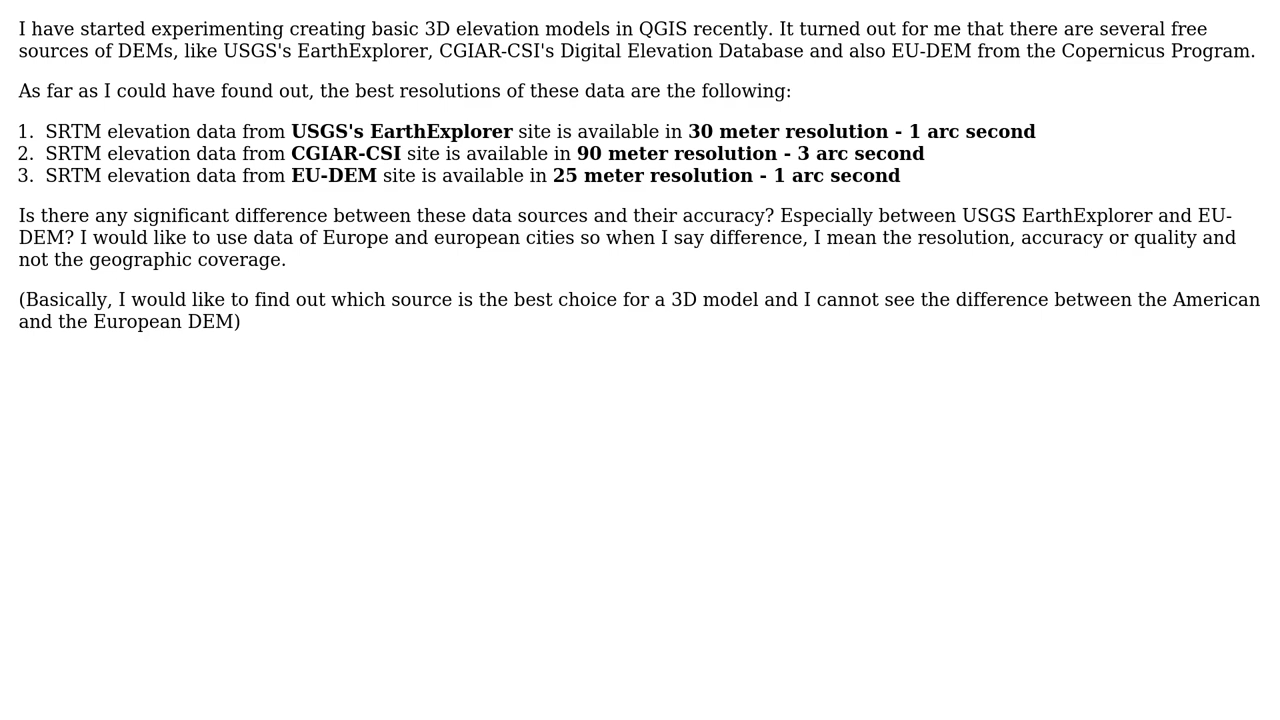 I have started experimenting creating basic 3D elevation models in QGIS recently. It turned out for me that there are several free
sources of DEMs, like USGS's EarthExplorer, CGIAR-CSI's Digital Elevation Database and also EU-DEM from the Copernicus Program.
As far as I could have found out, the best resolutions of these data are the following:
1. SRTM elevation data from USGS's EarthExplorer site is available in 30 meter resolution - 1 arc second
2. SRTM elevation data from CGIAR-CSI site is available in 90 meter resolution - 3 arc second
3. SRTM elevation data from EU-DEM site is available in 25 meter resolution - 1 arc second
Is there any significant difference between these data sources and their accuracy? Especially between USGS EarthExplorer and EU-
DEM? I would like to use data of Europe and european cities so when I say difference, I mean the resolution, accuracy or quality and
not the geographic coverage.
(Basically, I would like to find out which source is the best choice for a 3D model and I cannot see the difference between the American
and the European DEM)